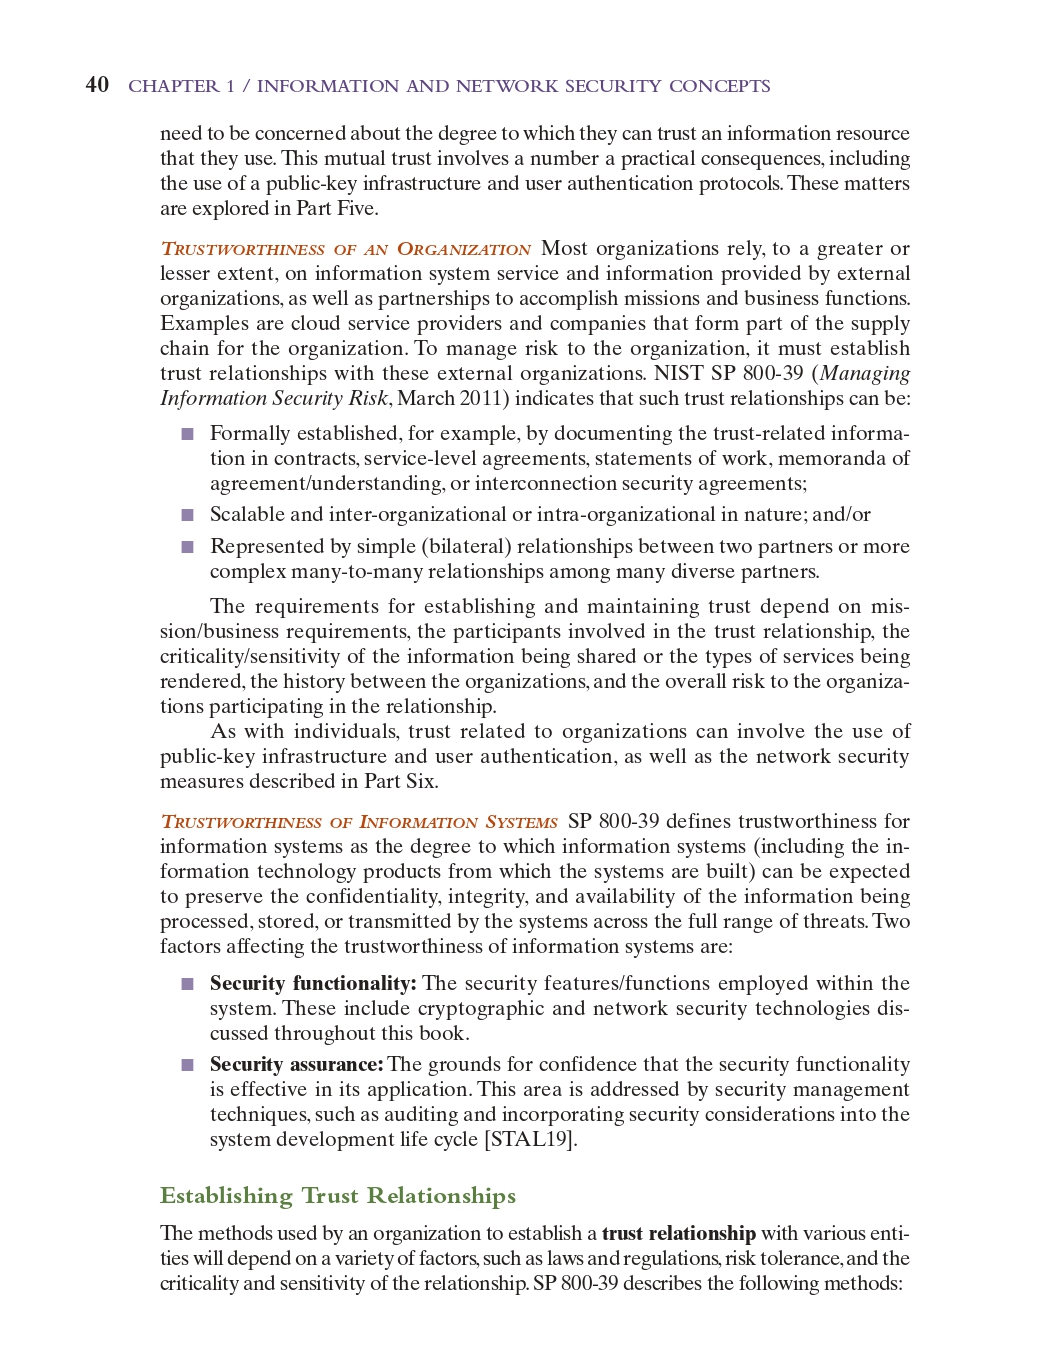 40 CHAPTER 1 / INFORMATION AND NETWORK SECURITY CONCEPTS
need to be concerned about the degree to which they can trust an information resource
that they use. This mutual trust involves a number a practical consequences, including
the use of a public-key infrastructure and user authentication protocols. These matters
are explored in Part Five.
TRUSTWORTHINESS OF AN ORGANIZATION Most organizations rely, to a greater or
lesser extent, on information system service and information provided by external
organizations, as well as partnerships to accomplish missions and business functions.
Examples are cloud service providers and companies that form part of the supply
chain for the organization. To manage risk to the organization, it must establish
trust relationships with these external organizations. NIST SP 800-39 (Managing
Information Security Risk, March 2011) indicates that such trust relationships can be:
■ Formally established, for example, by documenting the trust-related informa-
tion in contracts, service-level agreements, statements of work, memoranda of
agreement/understanding, or interconnection security agreements;
■ Scalable and inter-organizational or intra-organizational in nature; and/or
■ Represented by simple (bilateral) relationships between two partners or more
complex many-to-many relationships among many diverse partners.
The requirements for establishing and maintaining trust depend on mis-
sion/business requirements, the participants involved in the trust relationship, the
criticality/sensitivity of the information being shared or the types of services being
rendered, the history between the organizations, and the overall risk to the organiza-
tions participating in the relationship.
As with individuals, trust related to organizations can involve the use of
public-key infrastructure and user authentication, as well as the network security
measures described in Part Six.
TRUSTWORTHINESS OF INFORMATION SYSTEMS SP 800-39 defines trustworthiness for
information systems as the degree to which information systems (including the in-
formation technology products from which the systems are built) can be expected
to preserve the confidentiality, integrity, and availability of the information being
processed, stored, or transmitted by the systems across the full range of threats. Two
factors affecting the trustworthiness of information systems are:
■ Security functionality: The security features/functions employed within the
system. These include cryptographic and network security technologies dis-
cussed throughout this book.
■ Security assurance: The grounds for confidence that the security functionality
is effective in its application. This area is addressed by security management
techniques, such as auditing and incorporating security considerations into the
system development life cycle [STAL19].
Establishing Trust Relationships
The methods used by an organization to establish a trust relationship with various enti-
ties will depend on a variety of factors, such as laws and regulations, risk tolerance, and the
criticality and sensitivity of the relationship. SP 800-39 describes the following methods: